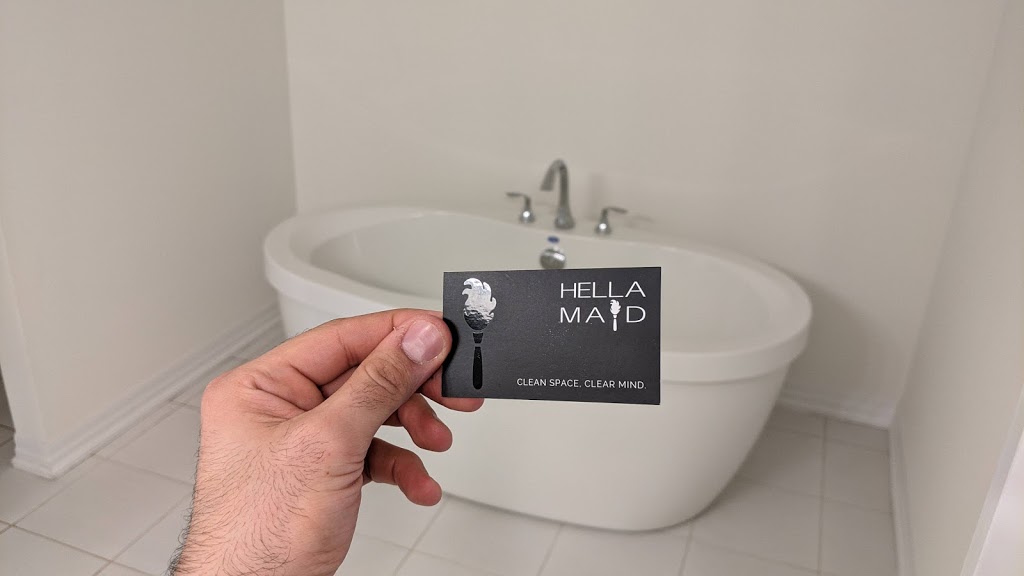 HELLA
MAID
CLEAN SPACE. CLEAR MIND.